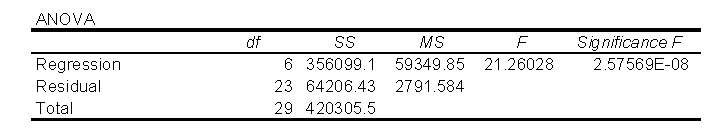 ANOVA
df SS MS F Significance F
Regression 6 356099.1 59349.85 21.26028 2.57569E-08
Residual 23 64206.43 2791.584
Total 29 420305.5